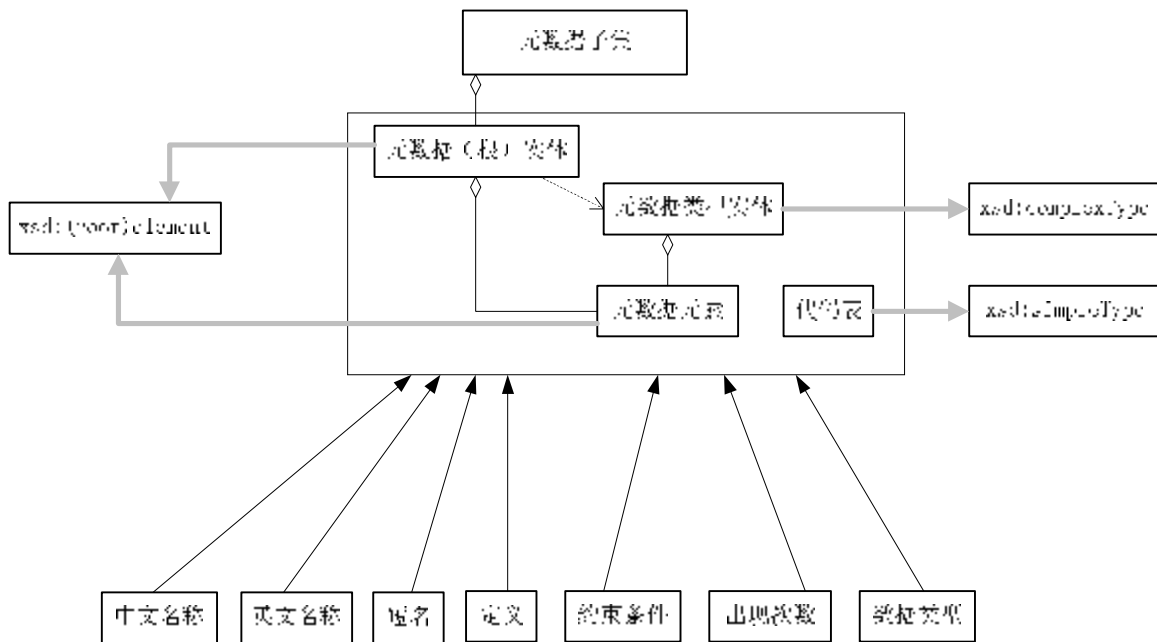 元数据子集
元数据（根）实体
元数据类型实体
xsd:complexType
xsd:(root)element
元数据元素
代码表
xsd:simpleType
中文名称
英文名称
短名
定义
约束条件
出现次数
数据类型